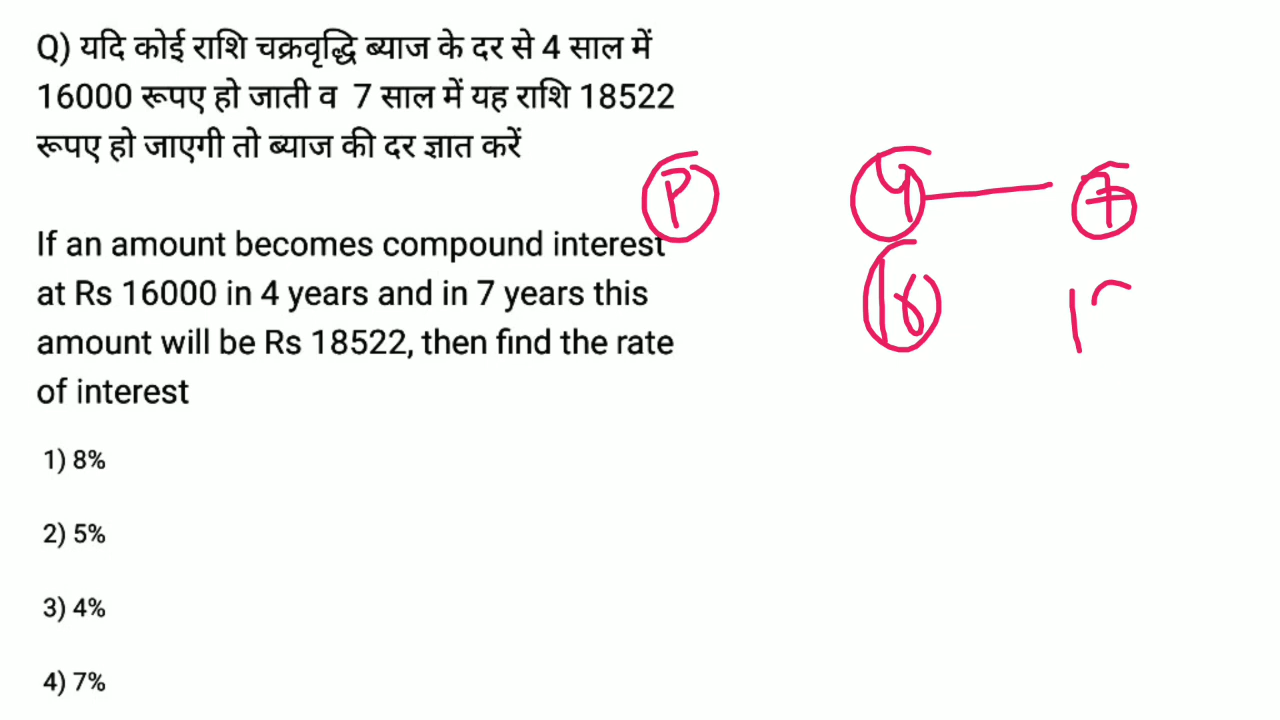 Q) यदि कोई राशि चक्रवृद्धि ब्याज के दर से 4 साल में
16000 रूपए हो जाती व 7 साल में यह राशि 18522
रूपए हो जाएगी तो ब्याज की दर ज्ञात करें
P 4 7
If an amount becomes compound interest
at Rs 16000 in 4 years and in 7 years this
16 1
amount will be Rs 18522, then find the rate
of interest
1) 8%
2) 5%
3) 4%
4) 7%